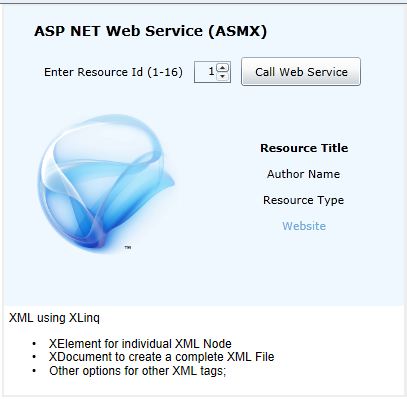 ASP NET Web Service (ASMX)
Enter Resource Id (1-16) 1 Call Web Service
Resource Title
Author Name
Resource Type
Website
™
XML using XLinq
• XElement for individual XML Node
• XDocument to create a complete XML File
• Other options for other XML tags;